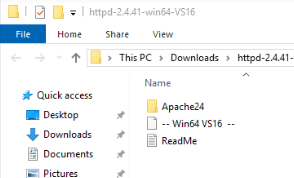 httpd-2.4.41-win64-VS16
File Home Share View
This PC Downloads httpd-2.4.41-
Name
Quick access
Apache24
Desktop
-- Win64 VS16 --
Downloads
ReadMe
Documents
Pictures